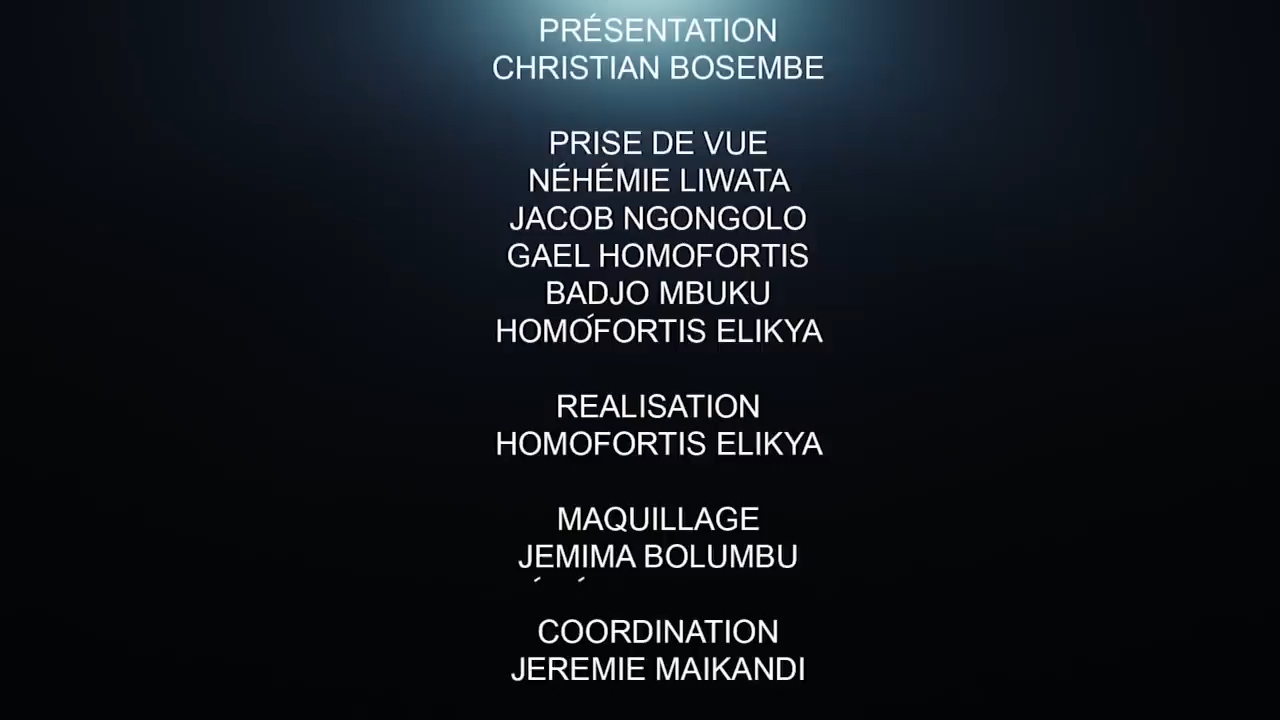 PRÉSENTATION
CHRISTIAN BOSEMBE
PRISE DE VUE
NÉHÉMIE LIWATA
JACOB NGONGOLO
GAEL HOMOFORTIS
BADJO MBUKU
HOMOFORTIS ELIKYA
REALISATION
HOMOFORTIS ELIKYA
MAQUILLAGE
JEMIMA BOLUMBU
COORDINATION
JEREMIE MAIKANDI